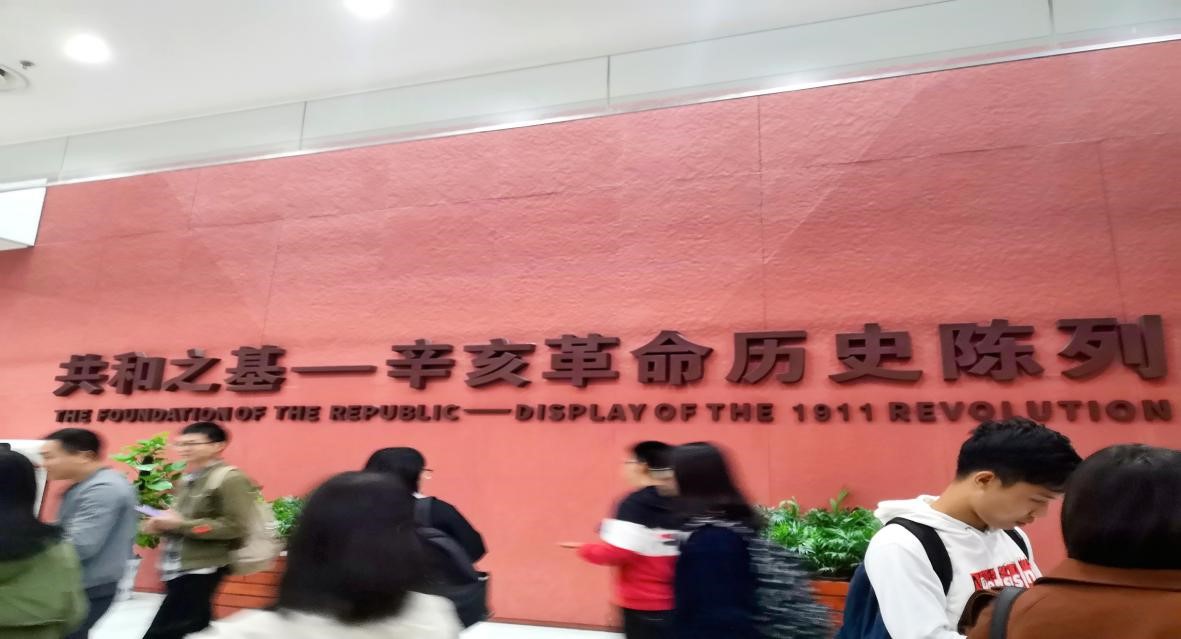 共和之基——辛亥革命历史陈列
THE FOUNDATION OF THE REPUBLIC——DISPLAY OF THE 1911 REVOLUTION